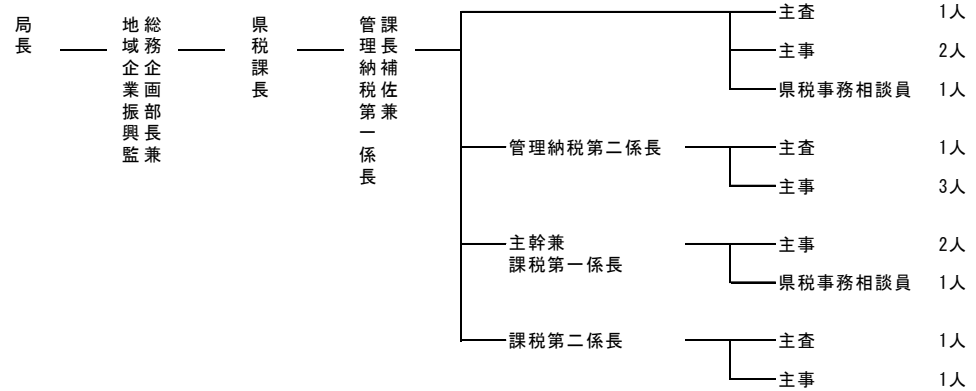 局長
総務企画部長兼
地域企業振興監
県税課長
課長補佐兼
管理納税第一係長
主査 1人
主事 2人
県税事務相談員 1人
管理納税第二係長
主査 1人
主事 3人
主幹兼
課税第一係長
主事 2人
県税事務相談員 1人
課税第二係長
主査 1人
主事 1人